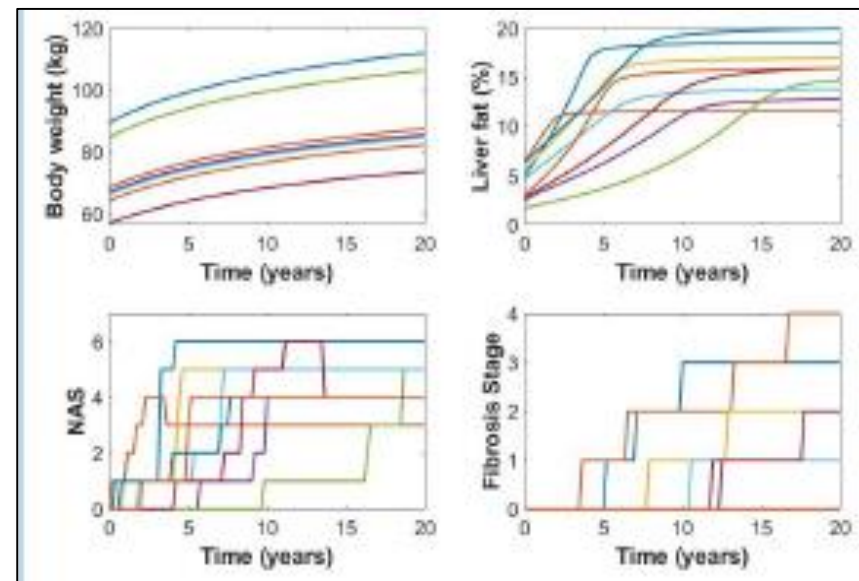 120
100
80
60
Body weight (kg)
0 5 10 15 20
Time (years)
20
15
10
5
0
Liver fat (%)
0 5 10 15 20
Time (years)
6
4
2
0
NAS
0 5 10 15 20
Time (years)
4
3
2
1
0
Fibrosis Stage
0 5 10 15 20
Time (years)